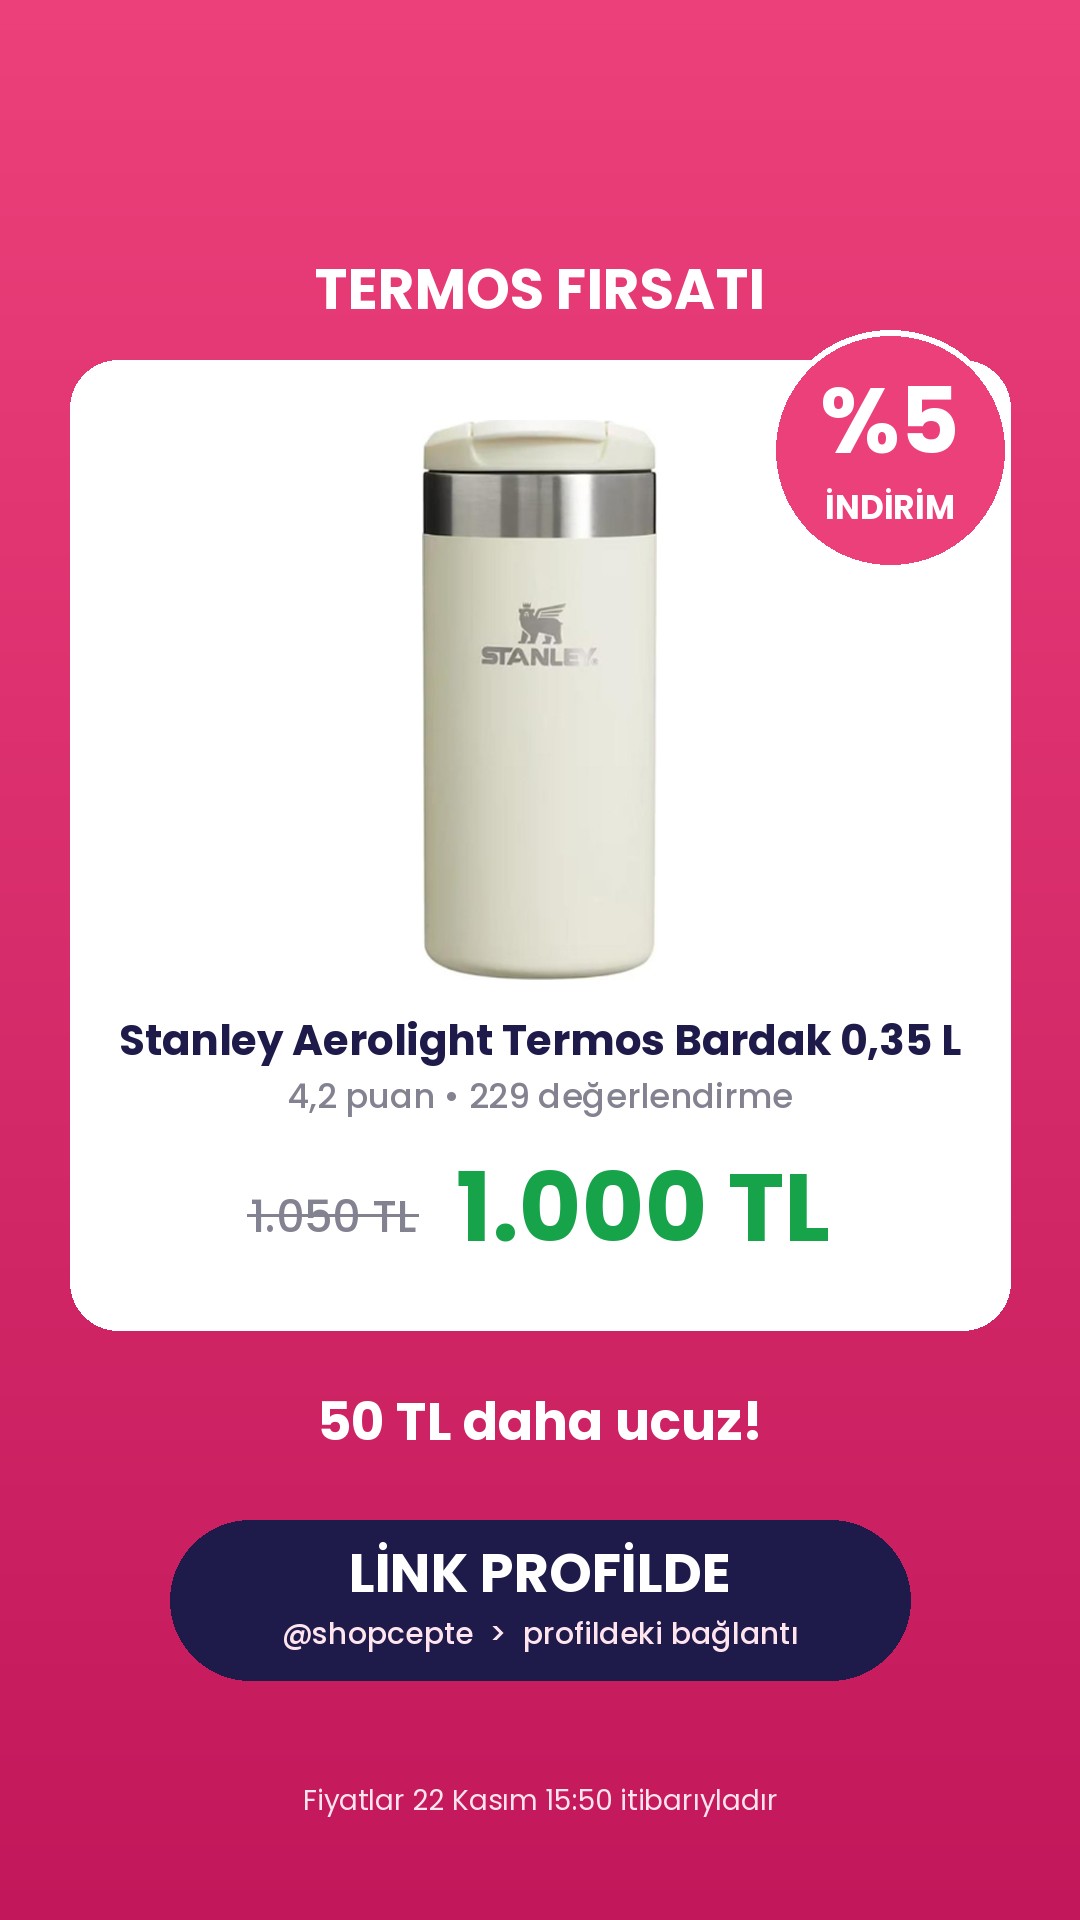 TERMOS FIRSATI
%5
İNDİRİM
STANLEY
Stanley Aerolight Termos Bardak 0,35 L
4,2 puan • 229 değerlendirme
1.050 TL 1.000 TL
50 TL daha ucuz!
LİNK PROFİLDE
@shopcepte > profildeki bağlantı
Fiyatlar 22 Kasım 15:50 itibarıyladır